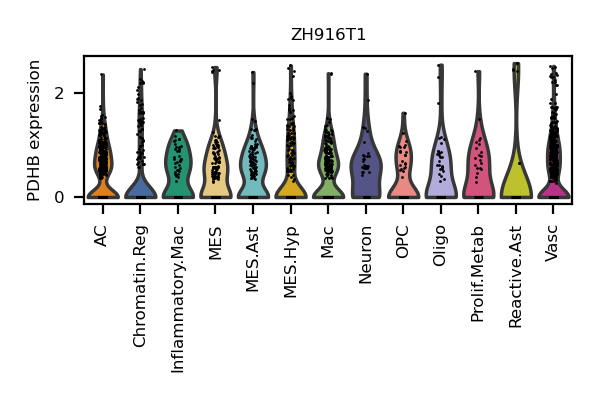 ZH916T1
PDHB expression
2
0
AC
Chromatin.Reg
Inflammatory.Mac
MES
MES.Ast
MES.Hyp
Mac
Neuron
OPC
Oligo
Prolif.Metab
Reactive.Ast
Vasc